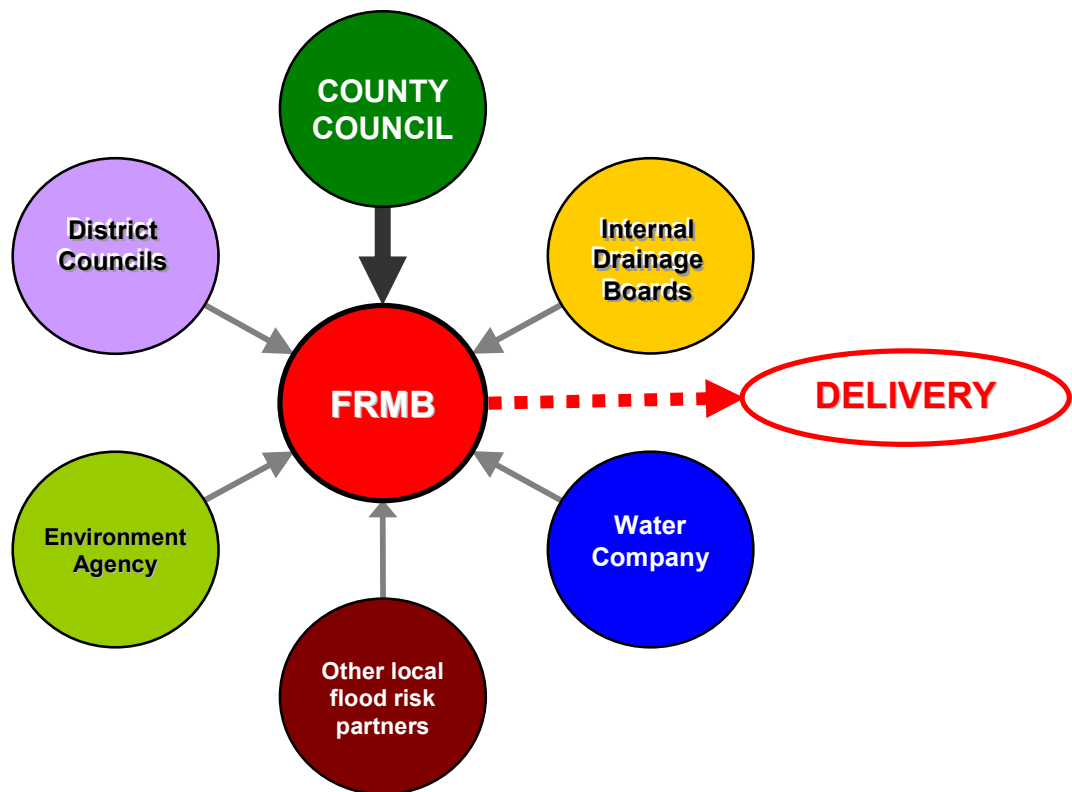 COUNTY
COUNCIL
District
Councils
Internal
Drainage
Boards
FRMB
DELIVERY
Environment
Agency
Water
Company
Other local
flood risk
partners